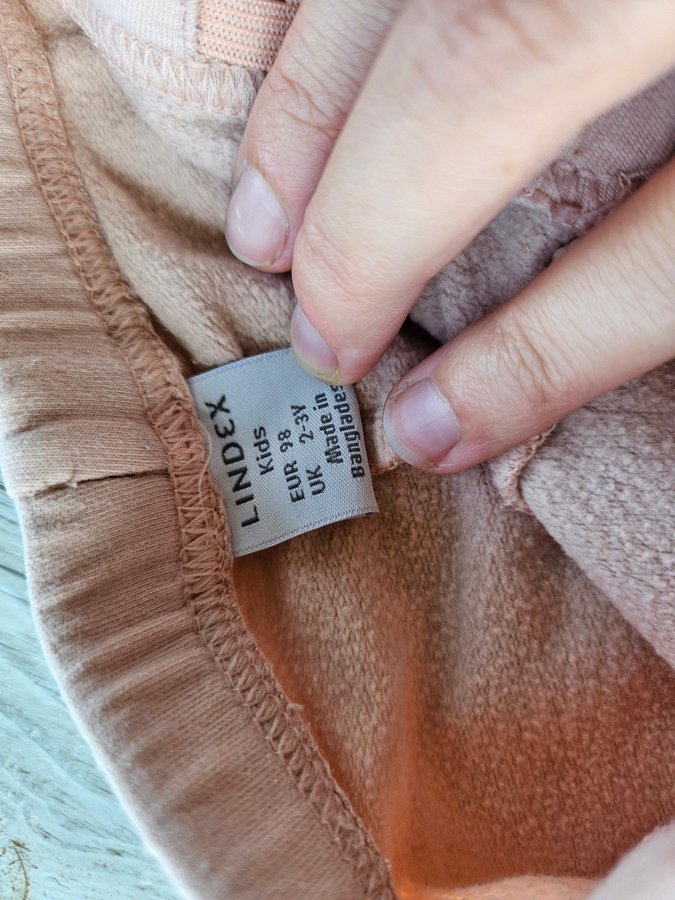 LINDEX
Kids
EUR 98
UK 2-3Y
Made in
Banglades